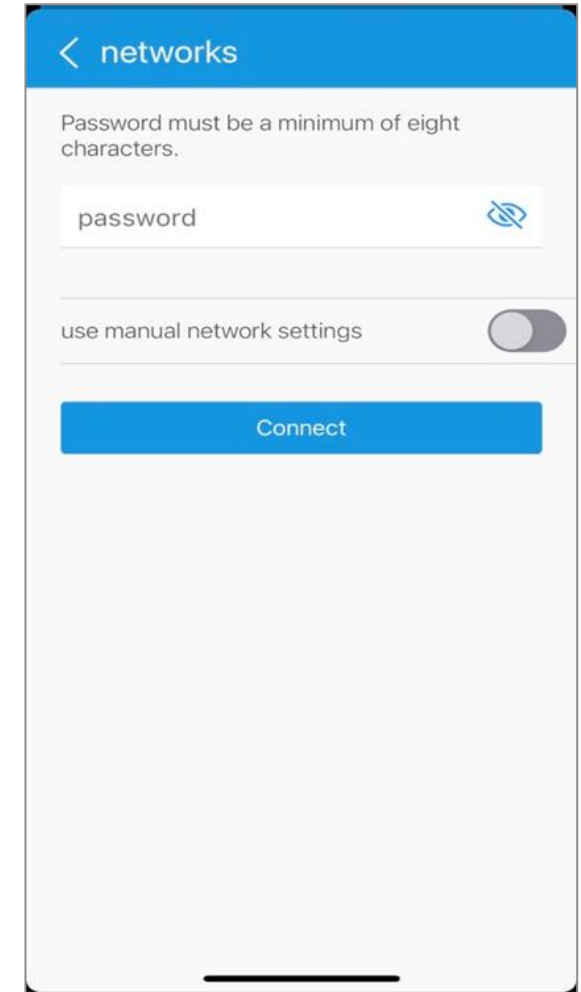 networks
Password must be a minimum of eight
characters.
password
use manual network settings
Connect